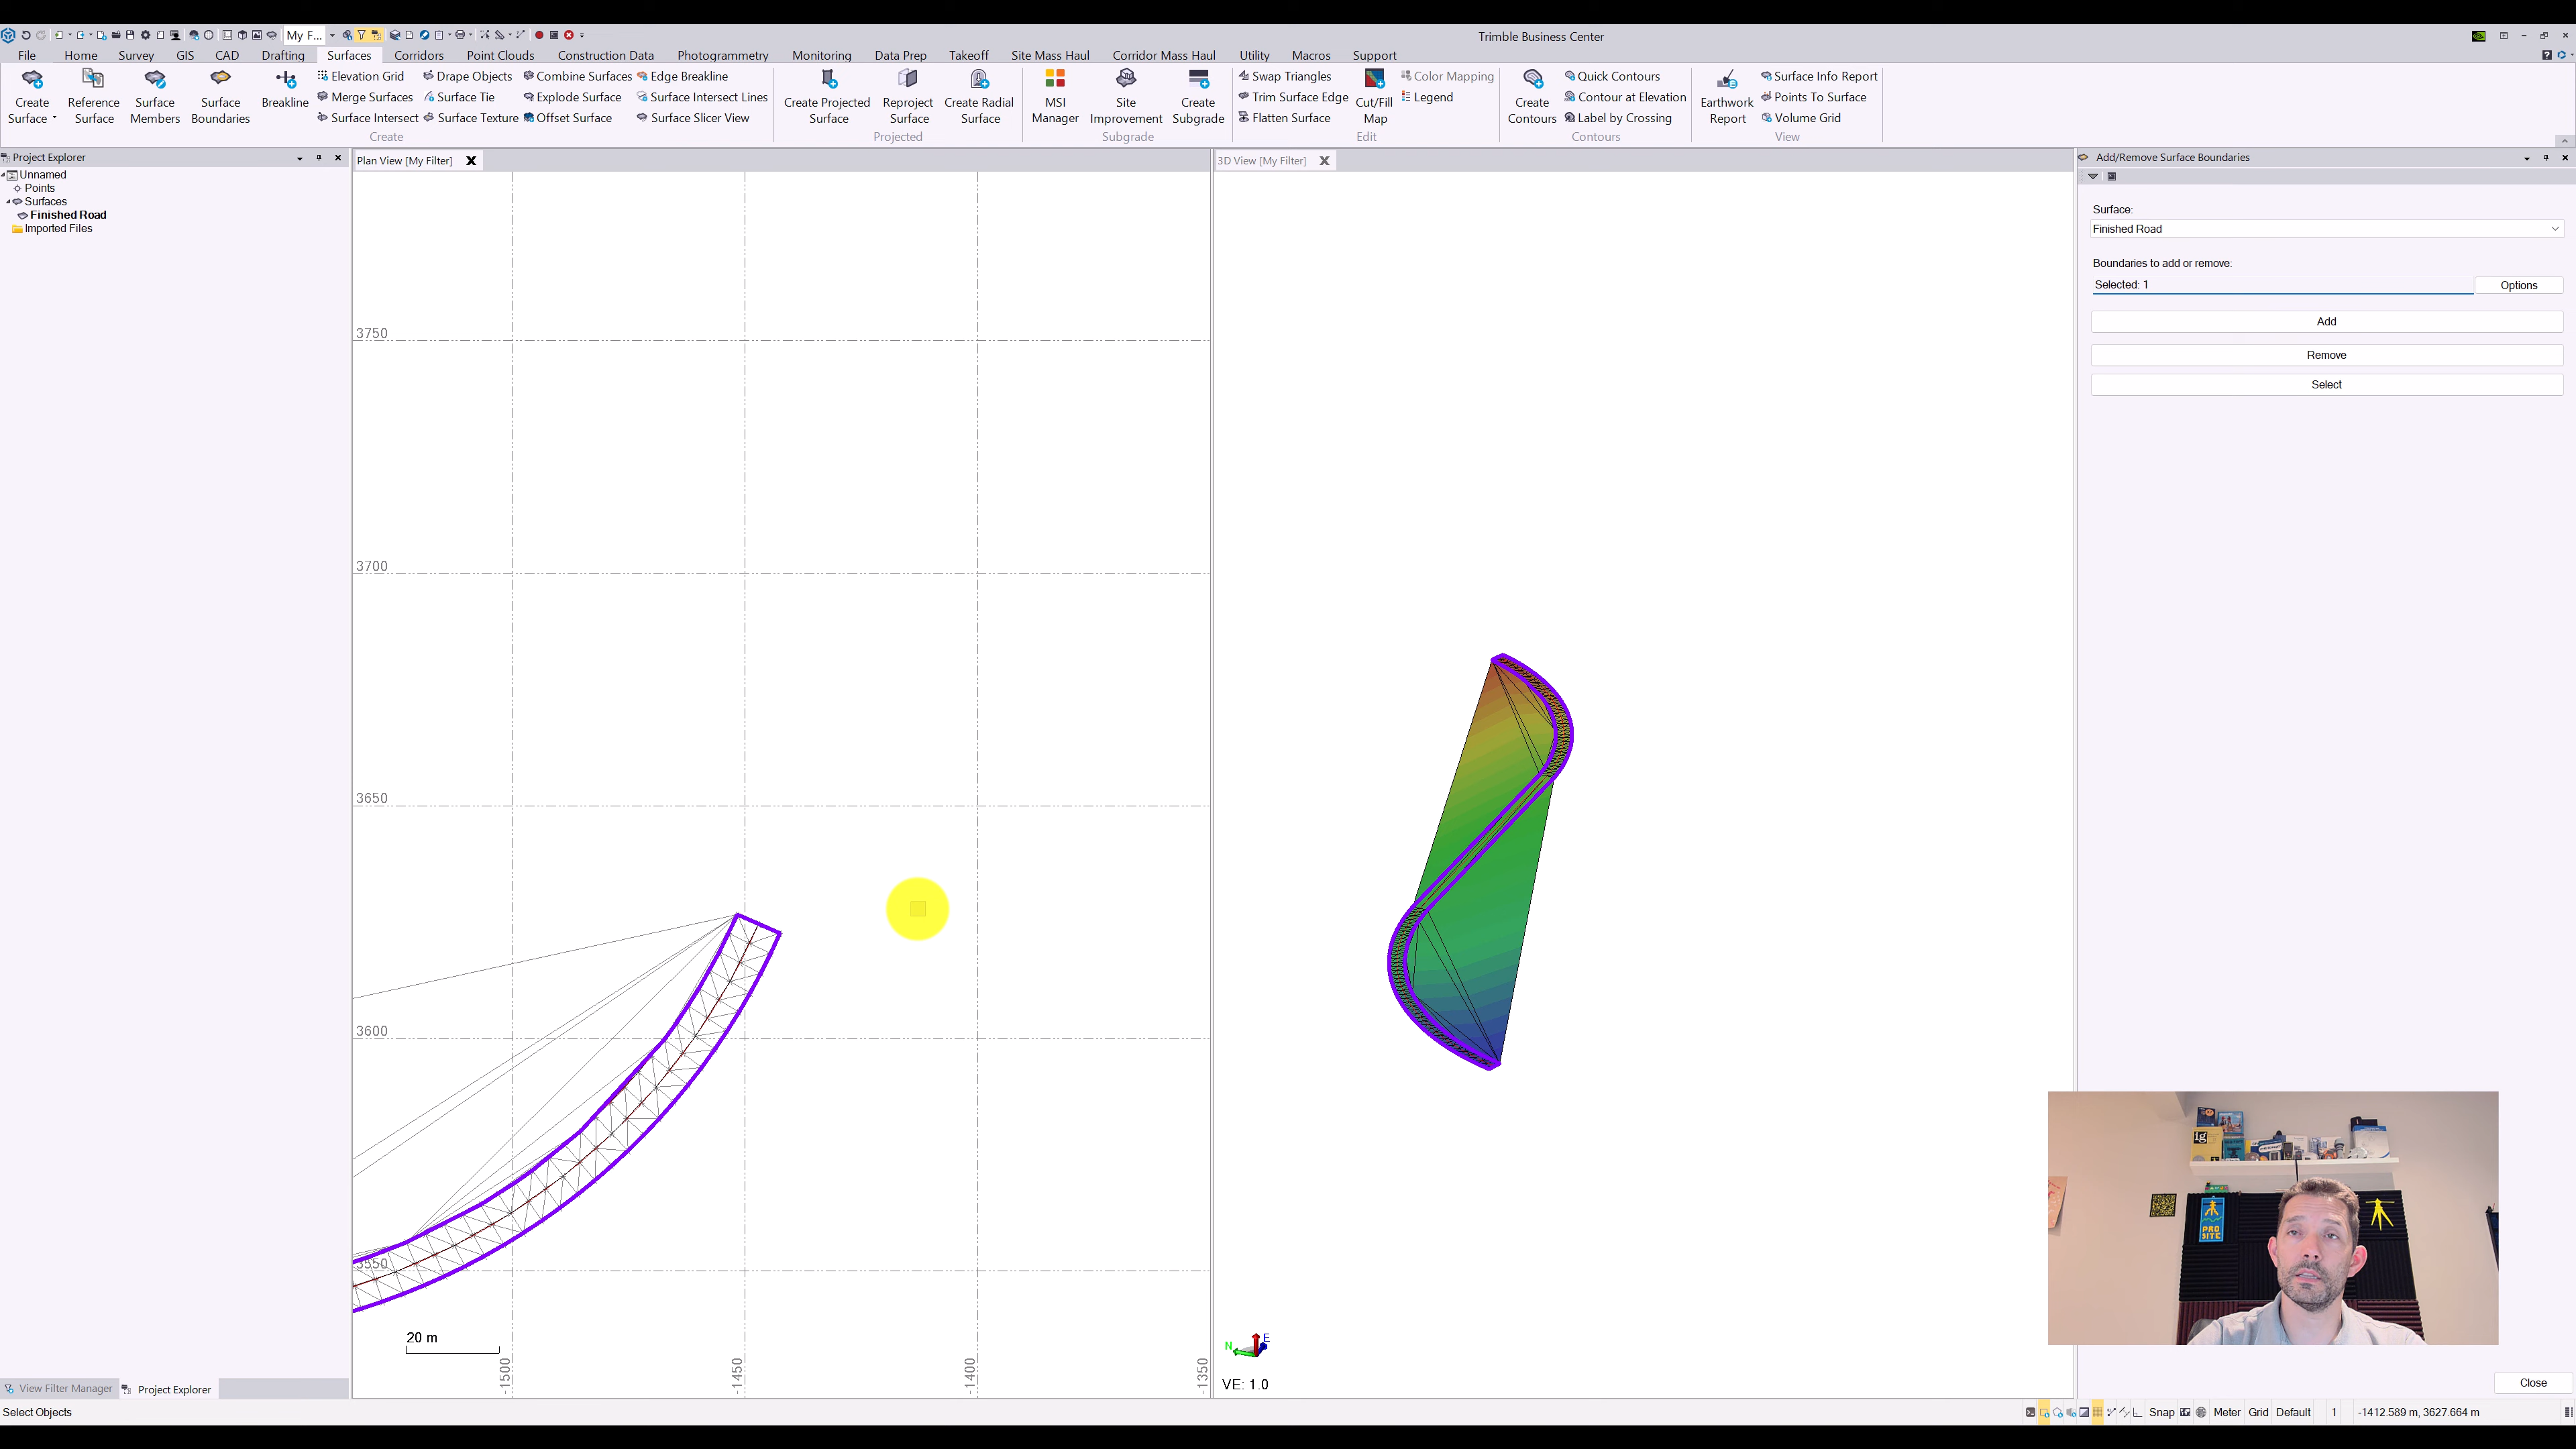 My F...
Trimble Business Center
File Home Survey GIS CAD Drafting Surfaces Corridors Point Clouds Construction Data Photogrammetry Monitoring Data Prep Takeoff Site Mass Haul Corridor Mass Haul Utility Macros Support
Create Surface
Reference Surface
Surface Members
Surface Boundaries
Breakline
Elevation Grid
Merge Surfaces
Surface Intersect
Drape Objects
Surface Tie
Surface Texture
Combine Surfaces
Explode Surface
Offset Surface
Edge Breakline
Surface Intersect Lines
Surface Slicer View
Create
Create Projected Surface
Reproject Surface
Create Radial Surface
Projected
MSI Manager
Site Improvement
Create Subgrade
Subgrade
Swap Triangles
Trim Surface Edge
Flatten Surface
Cut/Fill Map
Color Mapping
Legend
Edit
Create Contours
Quick Contours
Contour at Elevation
Label by Crossing
Contours
Earthwork Report
Surface Info Report
Points To Surface
Volume Grid
View
Project Explorer
Unnamed
Points
Surfaces
Finished Road
Imported Files
View Filter Manager
Project Explorer
Plan View [My Filter]
3750
3700
3650
3600
3550
20 m
-1500
-1450
-1400
-1350
3D View [My Filter]
N
E
VE: 1.0
Add/Remove Surface Boundaries
Surface:
Finished Road
Boundaries to add or remove:
Selected: 1
Options
Add
Remove
Select
PRO
SITE
Close
Select Objects
Snap Meter Grid Default 1 -1412.589 m, 3627.664 m